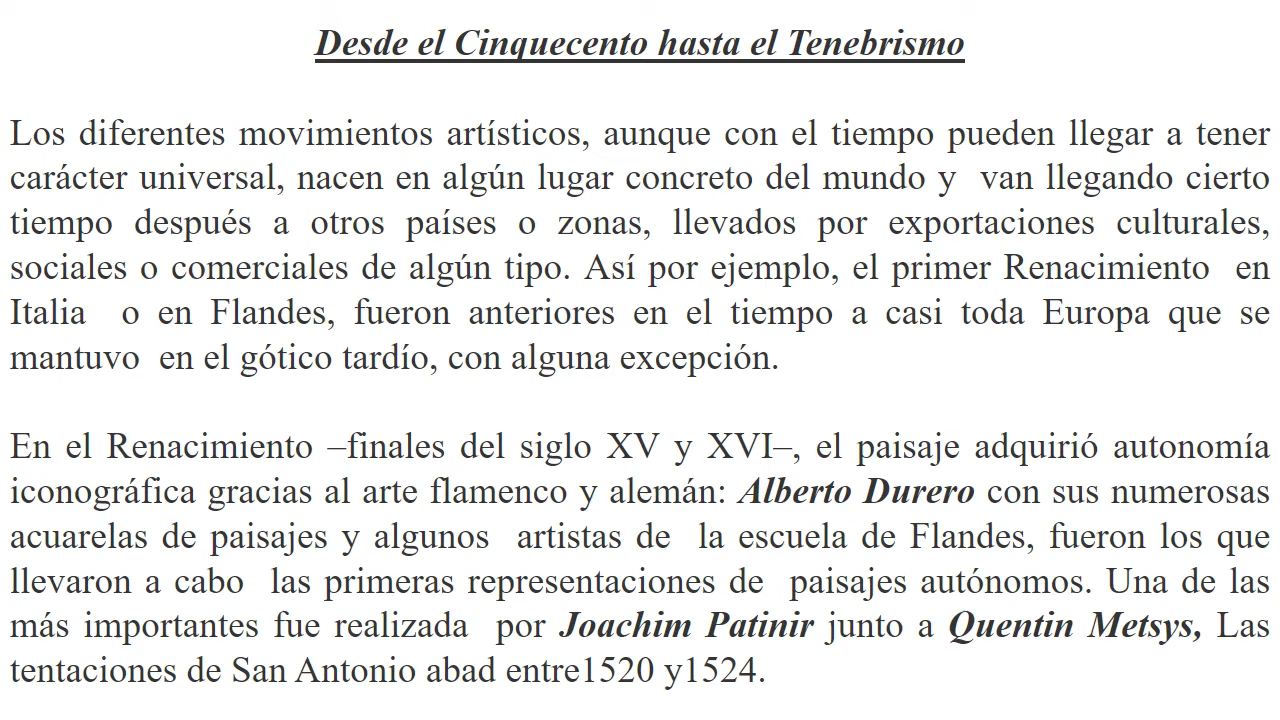 Desde el Cinquecento hasta el Tenebrismo
Los diferentes movimientos artísticos, aunque con el tiempo pueden llegar a tener
carácter universal, nacen en algún lugar concreto del mundo y van llegando cierto
tiempo después a otros países o zonas, llevados por exportaciones culturales,
sociales o comerciales de algún tipo. Así por ejemplo, el primer Renacimiento en
Italia o en Flandes, fueron anteriores en el tiempo a casi toda Europa que se
mantuvo en el gótico tardío, con alguna excepción.
En el Renacimiento –finales del siglo XV y XVI–, el paisaje adquirió autonomía
iconográfica gracias al arte flamenco y alemán: Alberto Durero con sus numerosas
acuarelas de paisajes y algunos artistas de la escuela de Flandes, fueron los que
llevaron a cabo las primeras representaciones de paisajes autónomos. Una de las
más importantes fue realizada por Joachim Patinir junto a Quentin Metsys, Las
tentaciones de San Antonio abad entre1520 y1524.